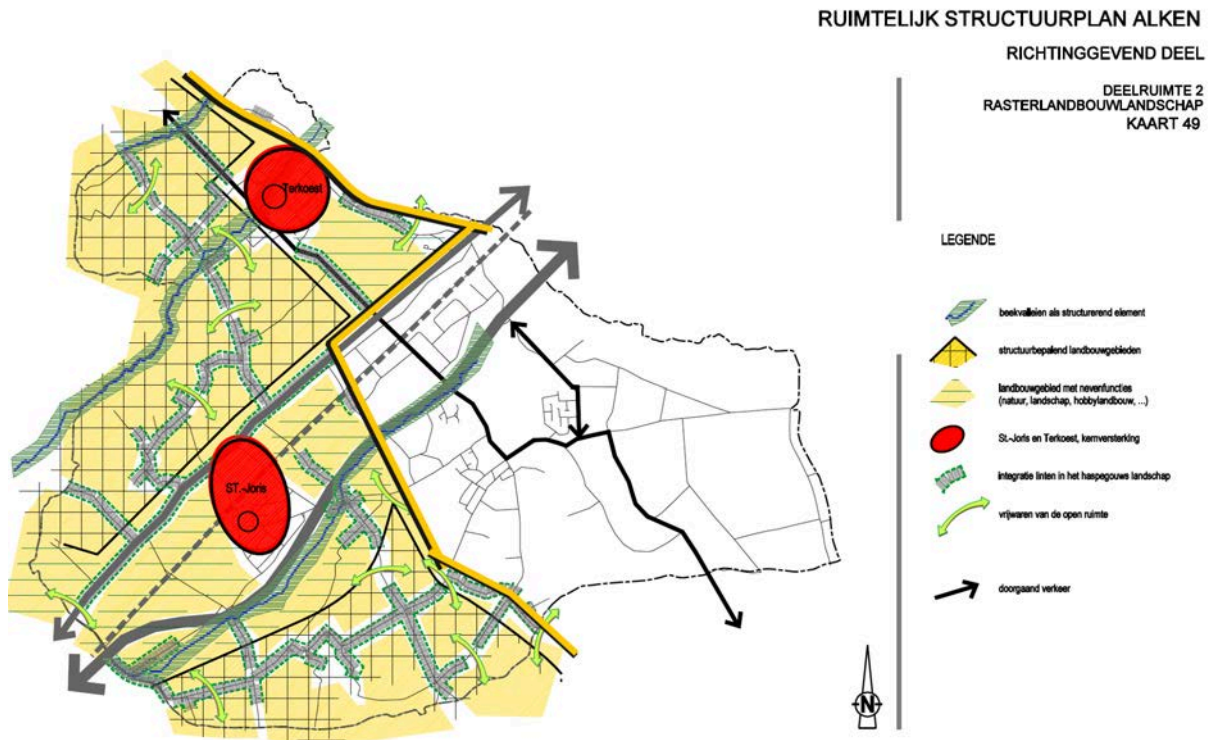 RUIMTELIJK STRUCTUURPLAN ALKEN
RICHTINGGEVEND DEEL
DEELRUIMTE 2
RASTERLANDBOUWLANDSCHAP
KAART 49
Terkoest
ST.-Joris
LEGENDE
beekvalleien als structurerend element
structuurbepalend landbouwgebieden
landbouwgebied met nevenfuncties
(natuur, landschap, hobbylandbouw, ...)
St.-Joris en Terkoest, kernversterking
integratie linten in het haspegouws landschap
vrijwaren van de open ruimte
doorgaand verkeer
N